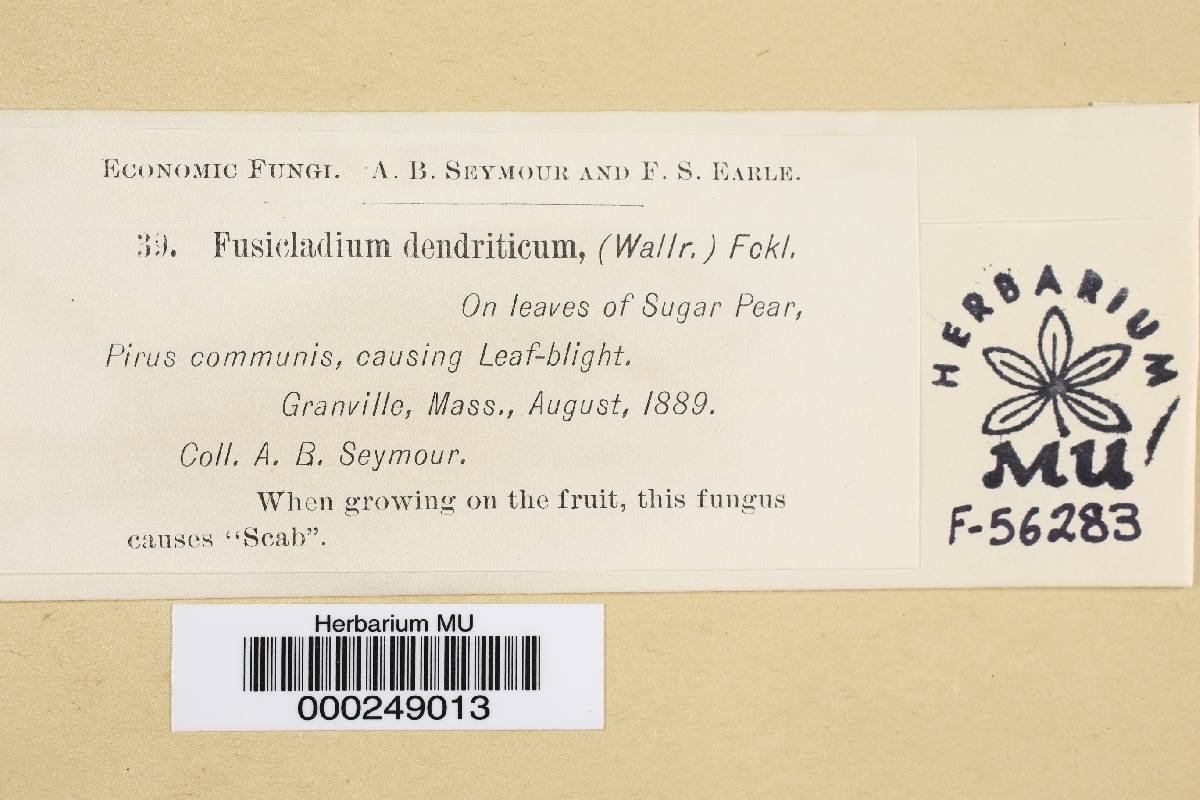 Economic Fungi. A. B. Seymour and F. S. Earle.
39. Fusicladium dendriticum, (Wallr.) Fckl.
On leaves of Sugar Pear,
Pirus communis, causing Leaf-blight.
Granville, Mass., August, 1889.
Coll. A. B. Seymour.
When growing on the fruit, this fungus
causes “Scab”.
HERBARIUM
MU
F-56283
Herbarium MU
000249013